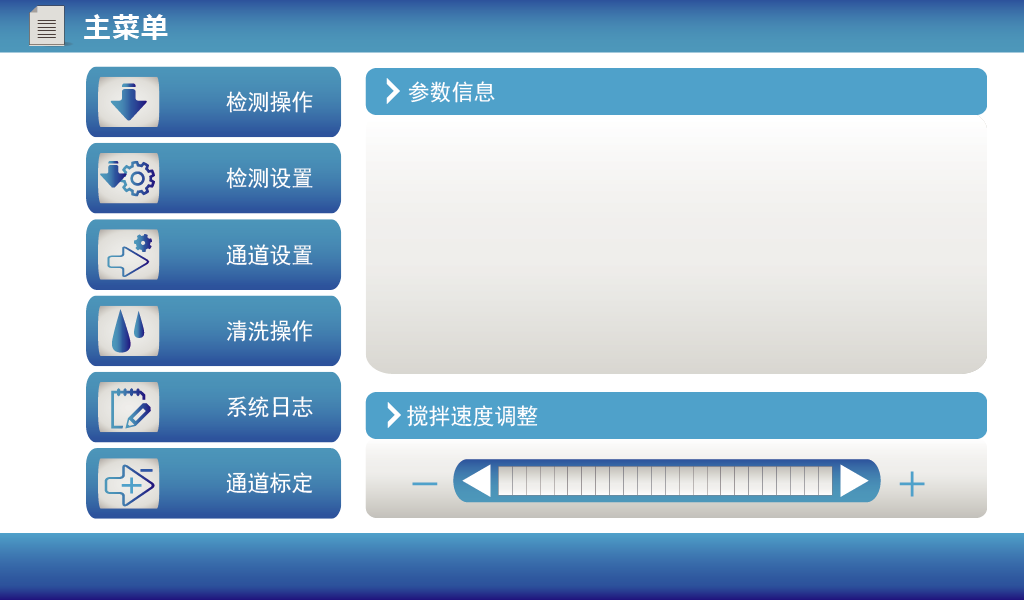 主菜单
检测操作
检测设置
通道设置
清洗操作
系统日志
通道标定
参数信息
搅拌速度调整
− +